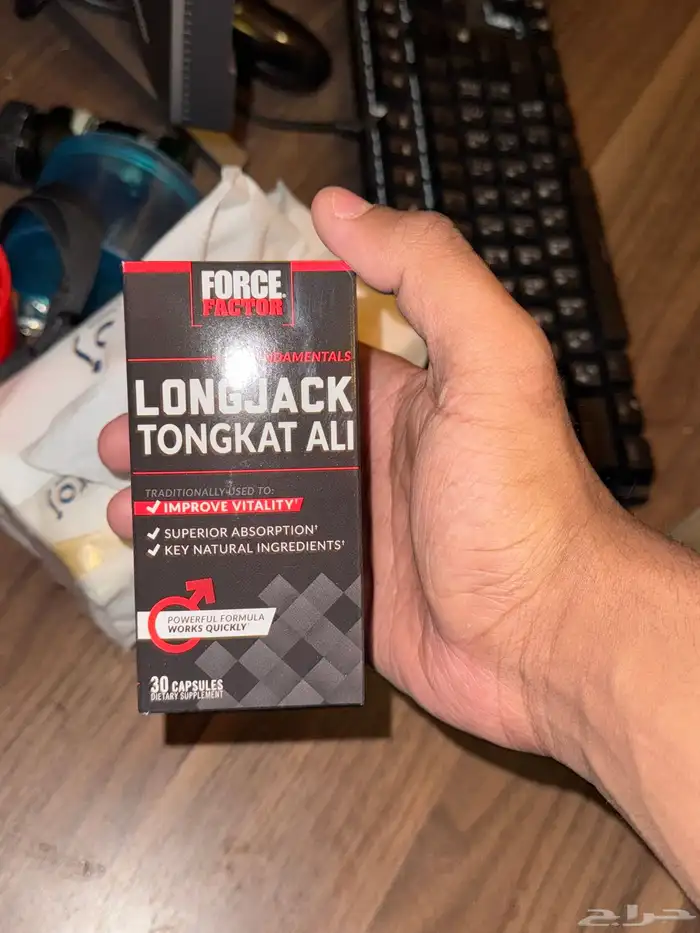 FORCE
FACTOR
LONGJACK
TONGKAT ALI
TRADITIONALLY USED TO:
IMPROVE VITALITY†
SUPERIOR ABSORPTION†
KEY NATURAL INGREDIENTS†
POWERFUL FORMULA
WORKS QUICKLY
30 CAPSULES
DIETARY SUPPLEMENT
حراج